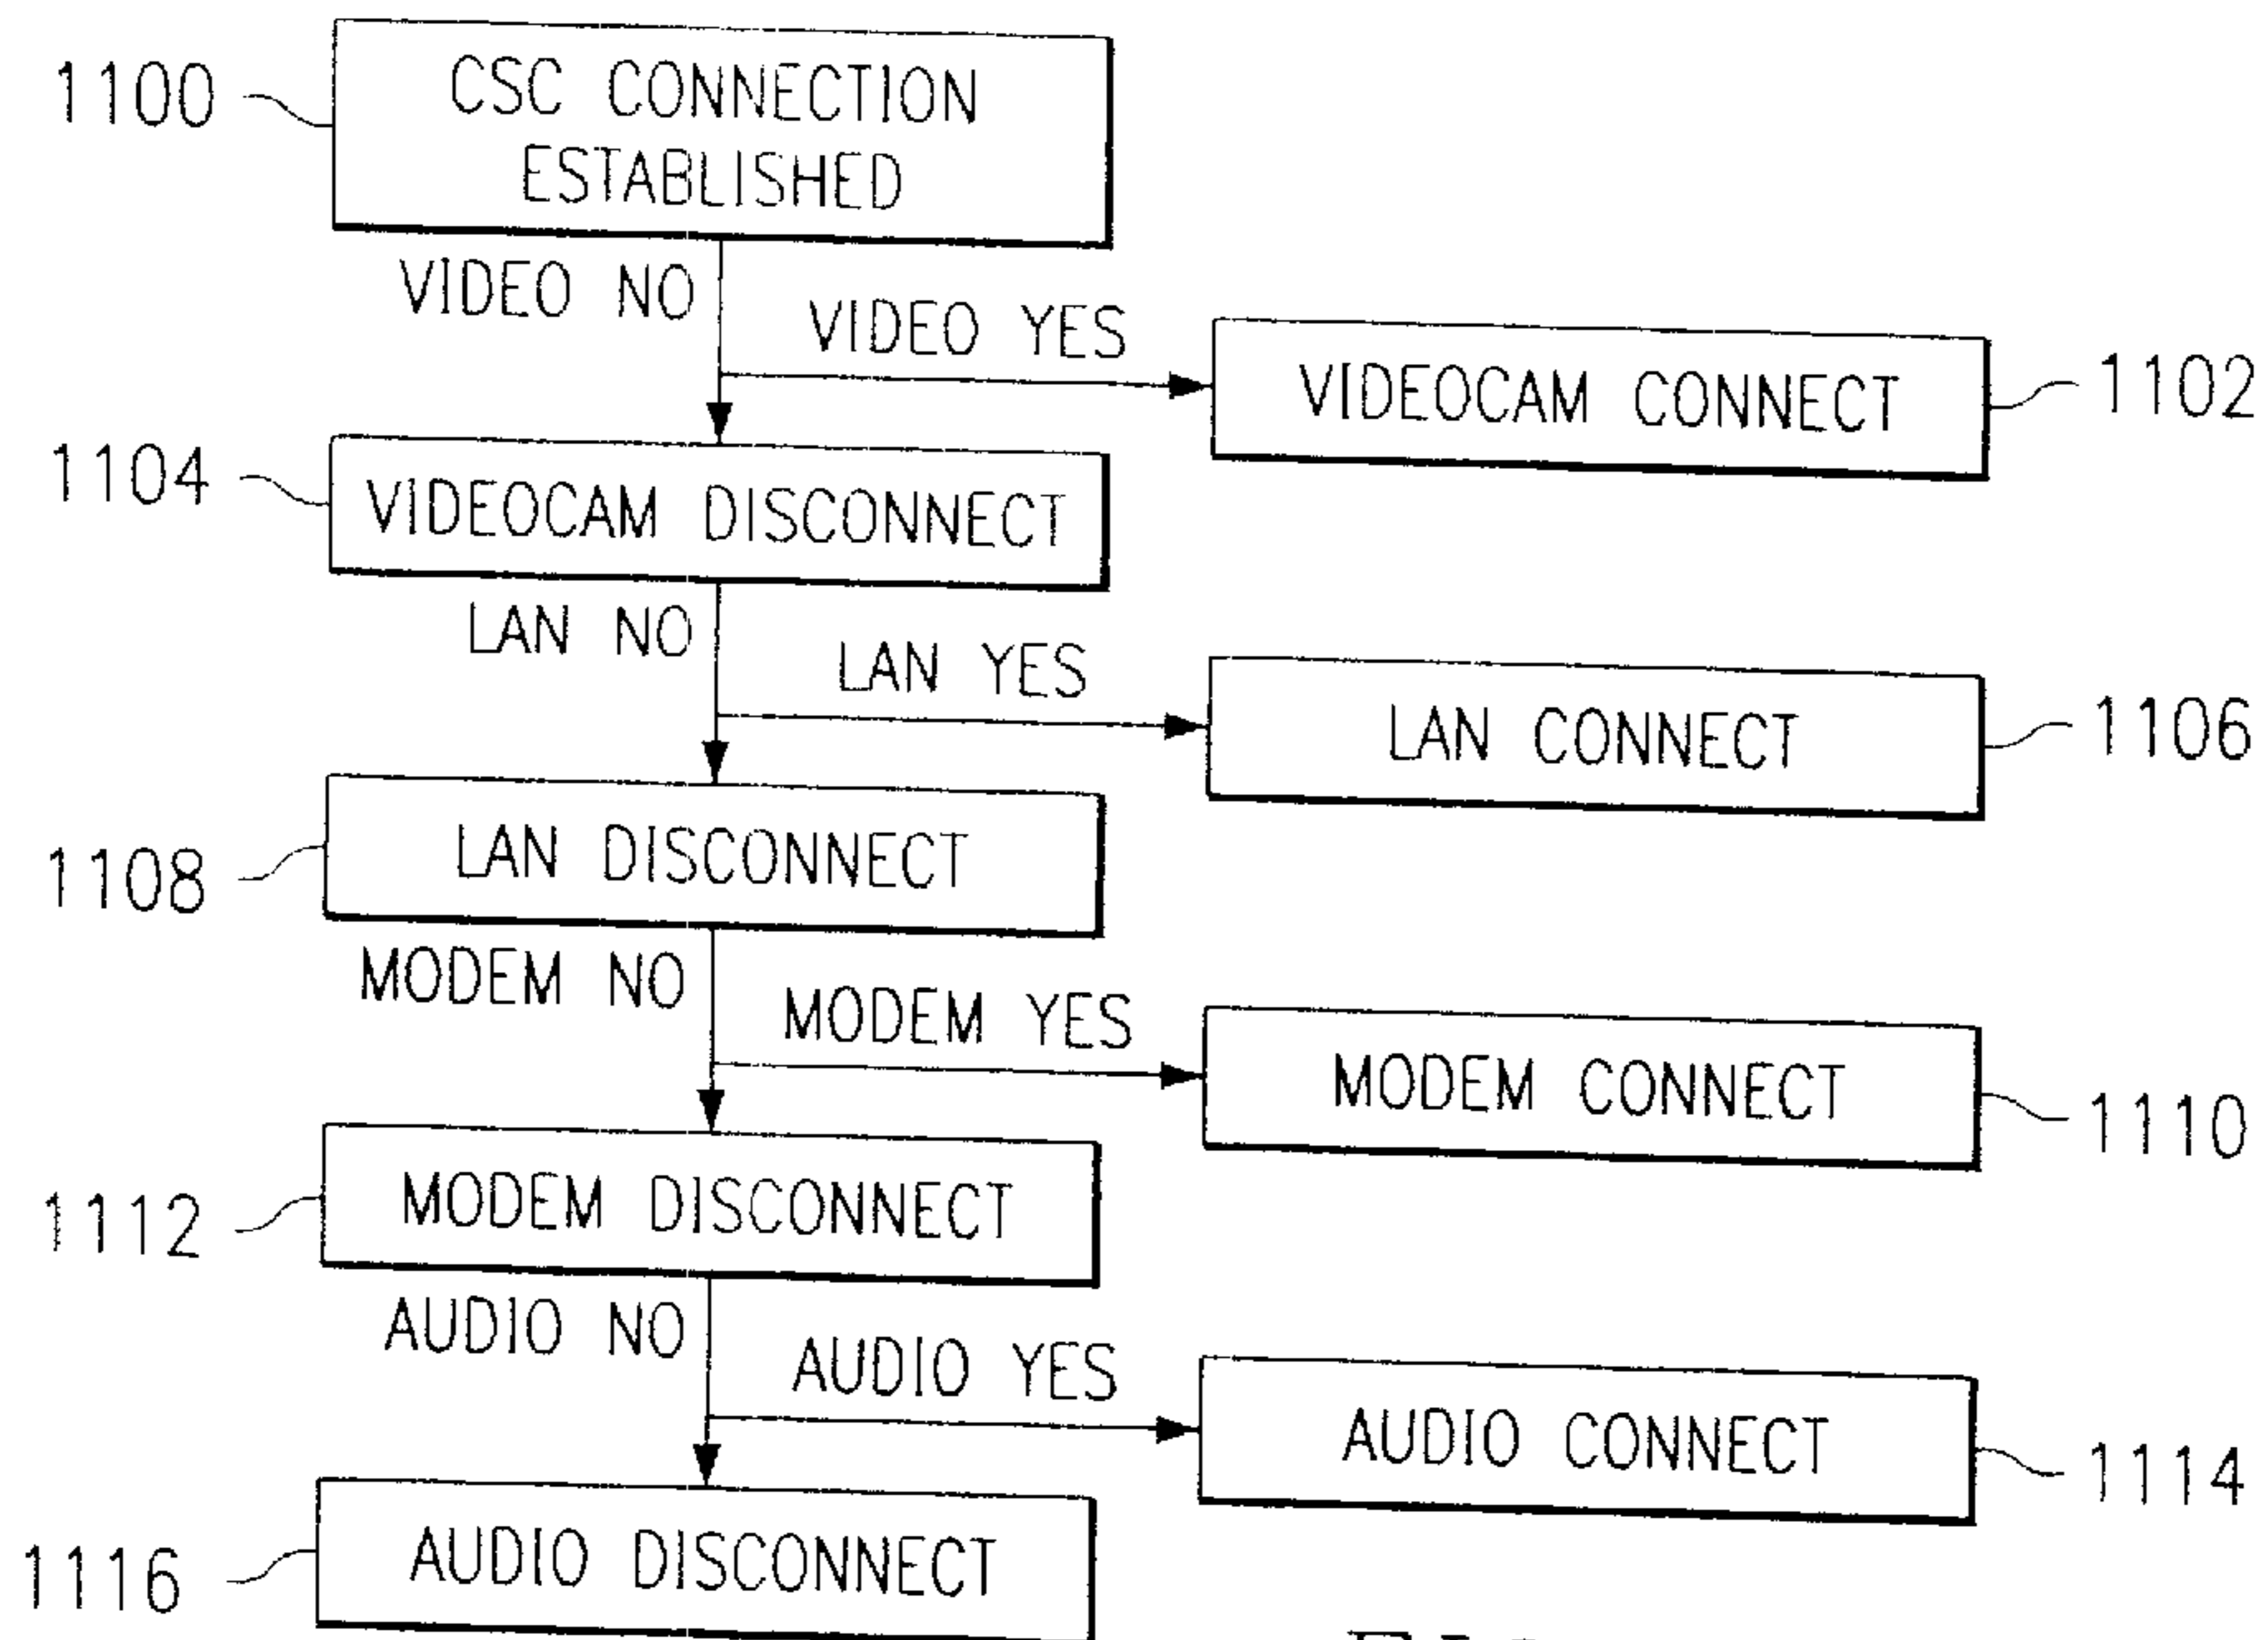 1100
CSC CONNECTION
ESTABLISHED
VIDEO NO
VIDEO YES
VIDEOCAM CONNECT
1102
1104
VIDEOCAM DISCONNECT
LAN NO
LAN YES
LAN CONNECT
1106
1108
LAN DISCONNECT
MODEM NO
MODEM YES
MODEM CONNECT
1110
1112
MODEM DISCONNECT
AUDIO NO
AUDIO YES
AUDIO CONNECT
1114
1116
AUDIO DISCONNECT